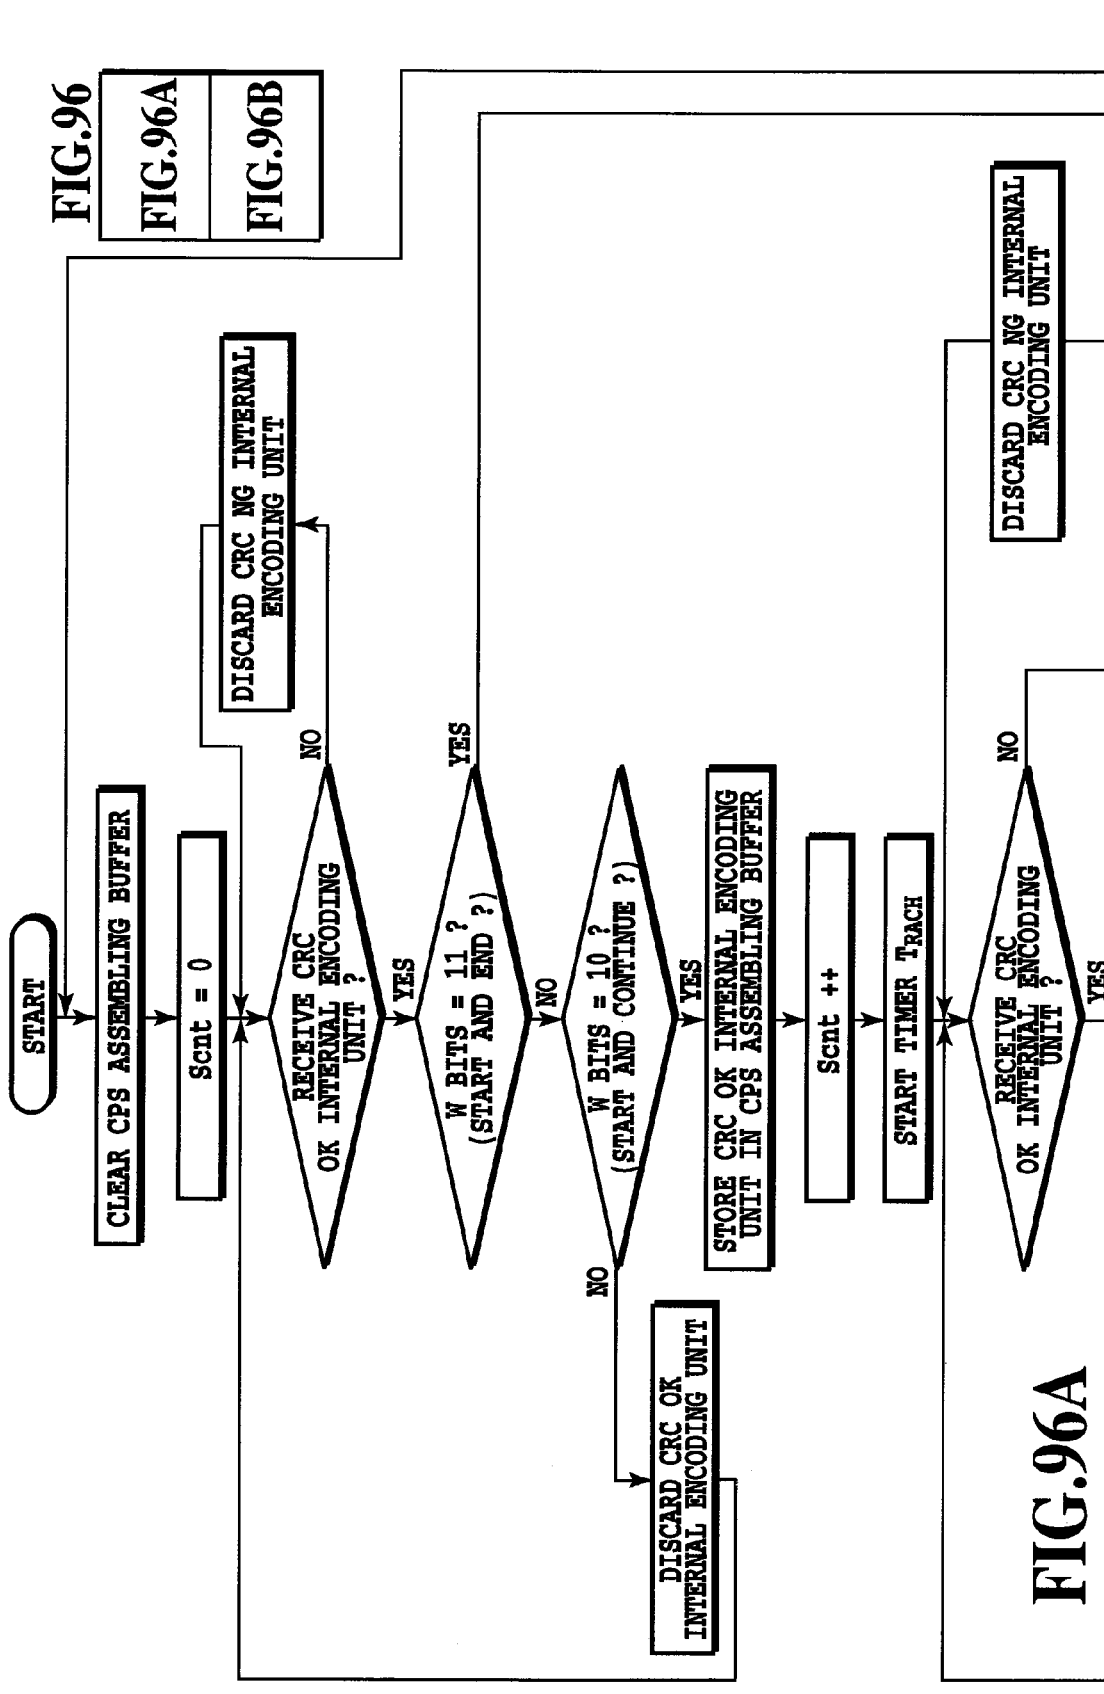 FIG.96
FIG.96A
FIG.96B
START
CLEAR CPS ASSEMBLING BUFFER
Scnt = 0
RECEIVE CRC
OK INTERNAL ENCODING
UNIT ?
NO
DISCARD CRC NG INTERNAL
ENCODING UNIT
YES
W BITS = 11 ?
(START AND END ?)
YES
NO
W BITS = 10 ?
(START AND CONTINUE ?)
NO
DISCARD CRC OK
INTERNAL ENCODING UNIT
YES
STORE CRC OK INTERNAL ENCODING
UNIT IN CPS ASSEMBLING BUFFER
Scnt ++
START TIMER TRACH
RECEIVE CRC
OK INTERNAL ENCODING
UNIT ?
NO
DISCARD CRC NG INTERNAL
ENCODING UNIT
YES
FIG.96A